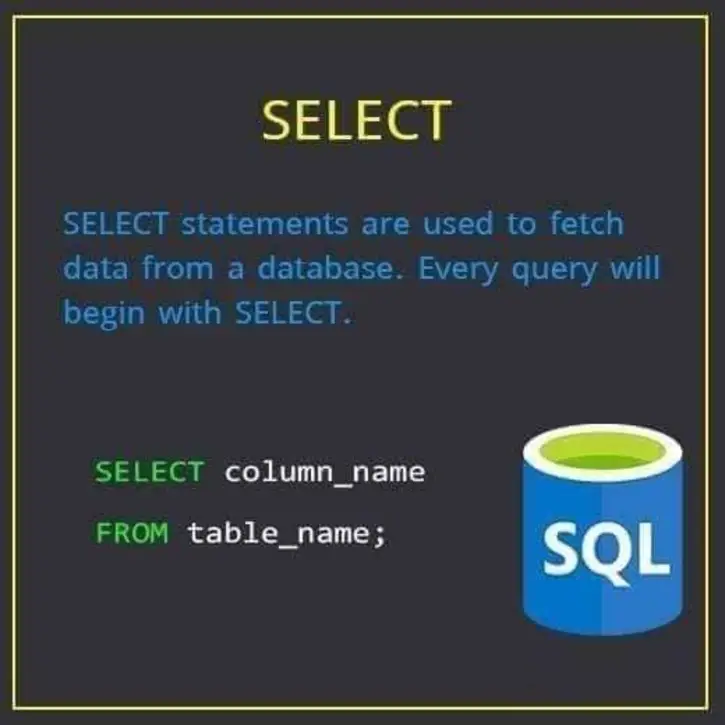 SELECT
SELECT statements are used to fetch
data from a database. Every query will
begin with SELECT.
SELECT column_name
FROM table_name;
SQL